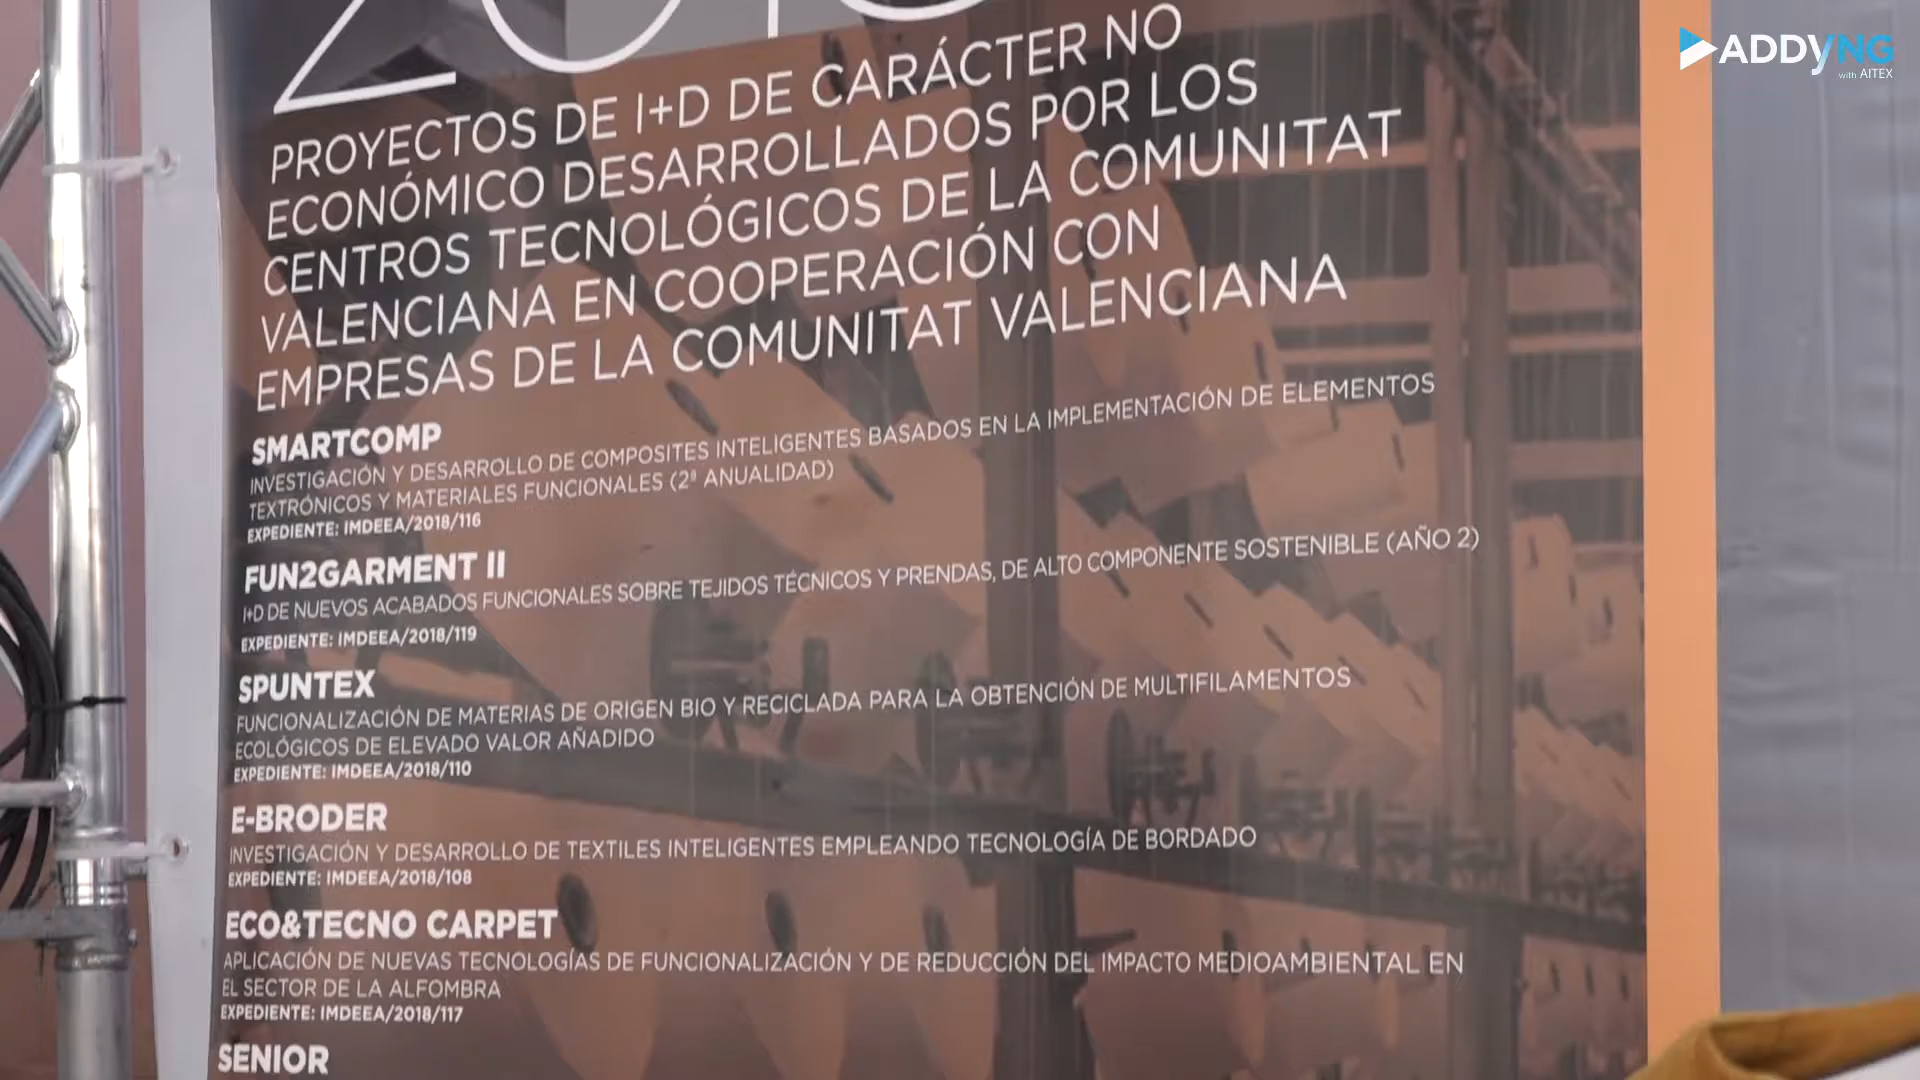 ADDyNG
with AITEX
PROYECTOS DE I+D DE CARÁCTER NO
ECONÓMICO DESARROLLADOS POR LOS
CENTROS TECNOLÓGICOS DE LA COMUNITAT
VALENCIANA EN COOPERACIÓN CON
EMPRESAS DE LA COMUNITAT VALENCIANA
SMARTCOMP
INVESTIGACIÓN Y DESARROLLO DE COMPOSITES INTELIGENTES BASADOS EN LA IMPLEMENTACIÓN DE ELEMENTOS
TEXTRÓNICOS Y MATERIALES FUNCIONALES (2ª ANUALIDAD)
EXPEDIENTE: IMDEEA/2018/116
FUN2GARMENT II
I+D DE NUEVOS ACABADOS FUNCIONALES SOBRE TEJIDOS TÉCNICOS Y PRENDAS, DE ALTO COMPONENTE SOSTENIBLE (AÑO 2)
EXPEDIENTE: IMDEEA/2018/119
SPUNTEX
FUNCIONALIZACIÓN DE MATERIAS DE ORIGEN BIO Y RECICLADA PARA LA OBTENCIÓN DE MULTIFILAMENTOS
ECOLÓGICOS DE ELEVADO VALOR AÑADIDO
EXPEDIENTE: IMDEEA/2018/110
E-BRODER
INVESTIGACIÓN Y DESARROLLO DE TEXTILES INTELIGENTES EMPLEANDO TECNOLOGÍA DE BORDADO
EXPEDIENTE: IMDEEA/2018/108
ECO&TECNO CARPET
APLICACIÓN DE NUEVAS TECNOLOGÍAS DE FUNCIONALIZACIÓN Y DE REDUCCIÓN DEL IMPACTO MEDIOAMBIENTAL EN
EL SECTOR DE LA ALFOMBRA
EXPEDIENTE: IMDEEA/2018/117
SENIOR